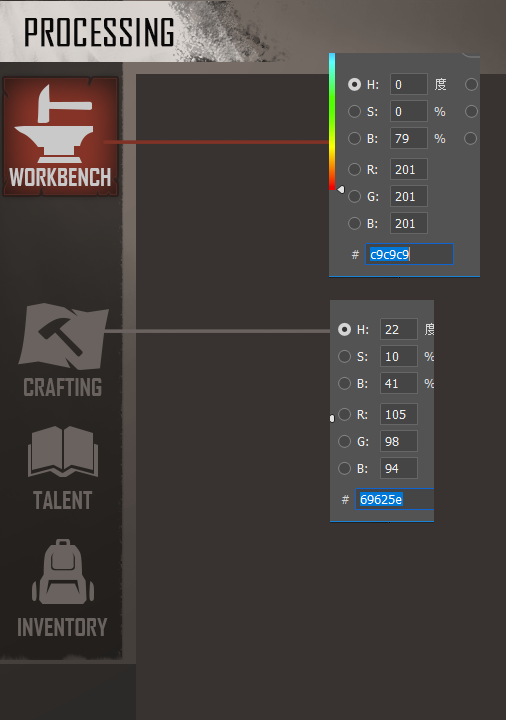 PROCESSING
WORKBENCH
H: 0 度
S: 0 %
B: 79 %
R: 201
G: 201
B: 201
# c9c9c9
CRAFTING
H: 22 度
S: 10 %
B: 41 %
R: 105
G: 98
B: 94
# 69625e
TALENT
INVENTORY